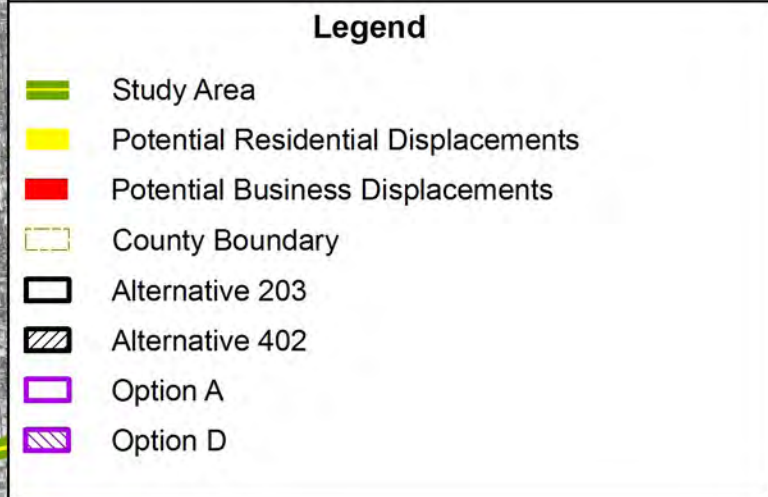 Legend
Study Area
Potential Residential Displacements
Potential Business Displacements
County Boundary
Alternative 203
Alternative 402
Option A
Option D